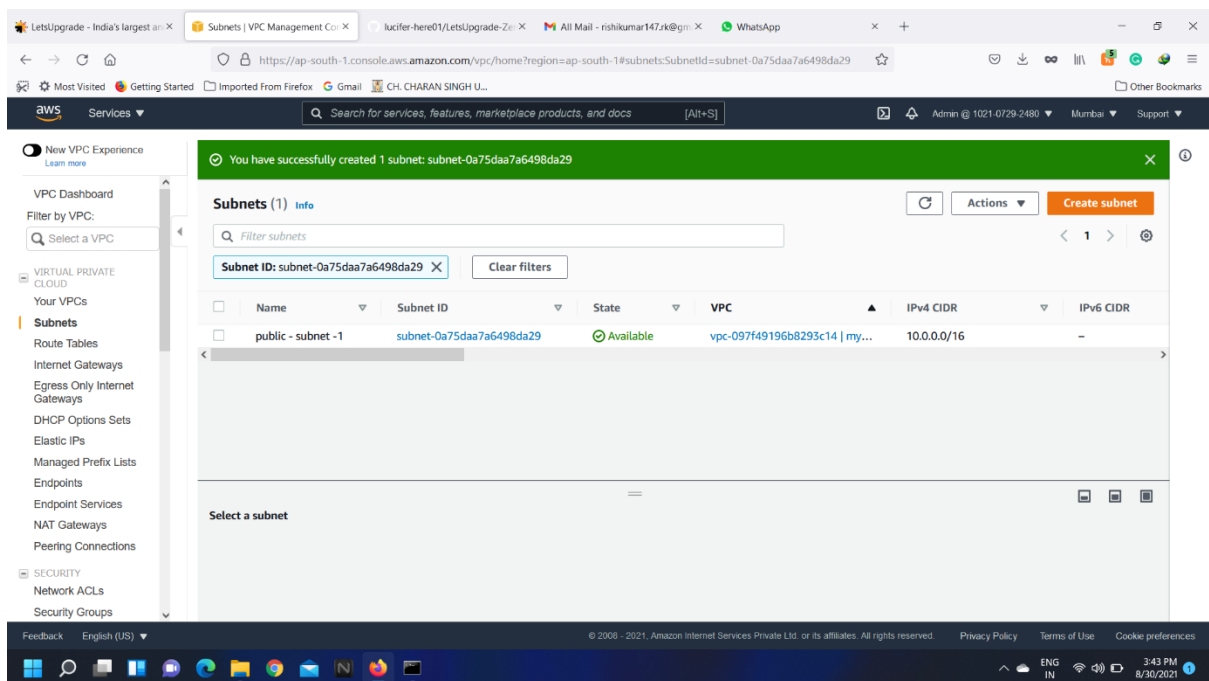 LetsUpgrade - India's largest an
Subnets | VPC Management Co
lucifer-here01/LetsUpgrade-Ze
All Mail - rishikumar147.rk@gm
WhatsApp
https://ap-south-1.console.aws.amazon.com/vpc/home?region=ap-south-1#subnets:SubnetId=subnet-0a75daa7a6498da29
Most Visited Getting Started Imported From Firefox Gmail CH. CHARAN SINGH U... Other Bookmarks
aws Services Search for services, features, marketplace products, and docs [Alt+S] Admin @ 1021-0729-2480 Mumbai Support
New VPC Experience
Learn more
VPC Dashboard
Filter by VPC:
Select a VPC
VIRTUAL PRIVATE
CLOUD
Your VPCs
Subnets
Route Tables
Internet Gateways
Egress Only Internet
Gateways
DHCP Options Sets
Elastic IPs
Managed Prefix Lists
Endpoints
Endpoint Services
NAT Gateways
Peering Connections
SECURITY
Network ACLs
Security Groups
You have successfully created 1 subnet: subnet-0a75daa7a6498da29
Subnets (1) Info Actions Create subnet
Filter subnets 1
Subnet ID: subnet-0a75daa7a6498da29 Clear filters
Name Subnet ID State VPC IPv4 CIDR IPv6 CIDR
public - subnet -1 subnet-0a75daa7a6498da29 Available vpc-097f49196b8293c14 | my... 10.0.0.0/16 –
Select a subnet
Feedback English (US) © 2008 - 2021, Amazon Internet Services Private Ltd. or its affiliates. All rights reserved. Privacy Policy Terms of Use Cookie preferences
ENG
IN
3:43 PM
8/30/2021
1